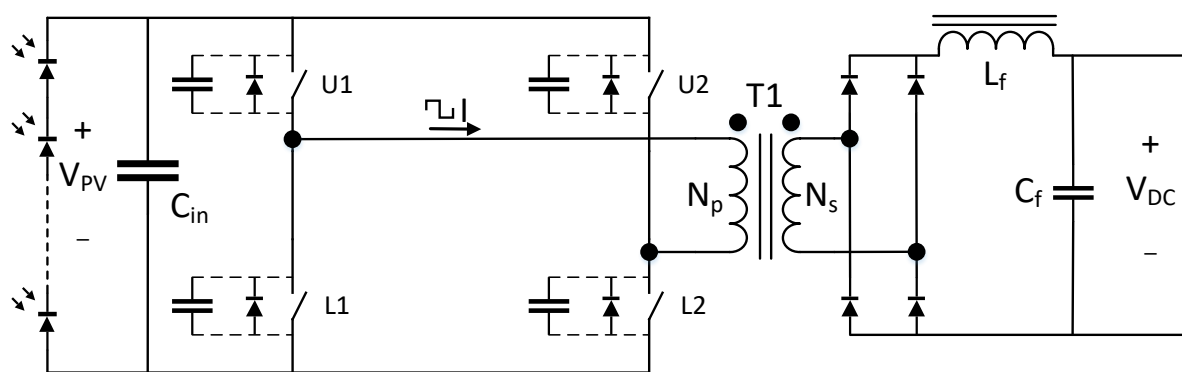 U1
U2
T1
L_f
I
+
V_PV
−
C_in
N_p
N_s
C_f
+
V_DC
−
L1
L2